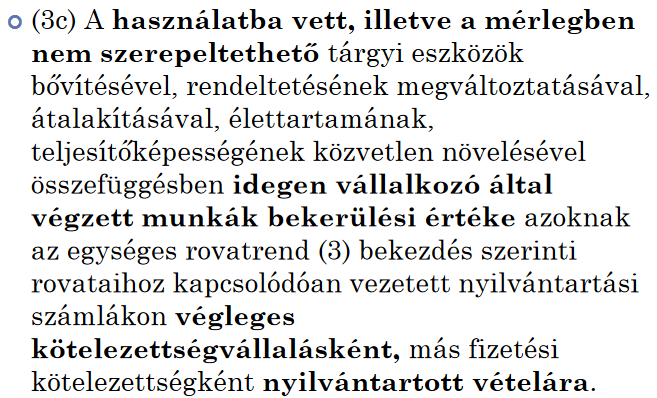 (3c) A használatba vett, illetve a mérlegben
nem szerepeltethető tárgyi eszközök
bővítésével, rendeltetésének megváltoztatásával,
átalakításával, élettartamának,
teljesítőképességének közvetlen növelésével
összefüggésben idegen vállalkozó által
végzett munkák bekerülési értéke azoknak
az egységes rovatrend (3) bekezdés szerinti
rovataihoz kapcsolódóan vezetett nyilvántartási
számlákon végleges
kötelezettségvállalásként, más fizetési
kötelezettségként nyilvántartott vételára.